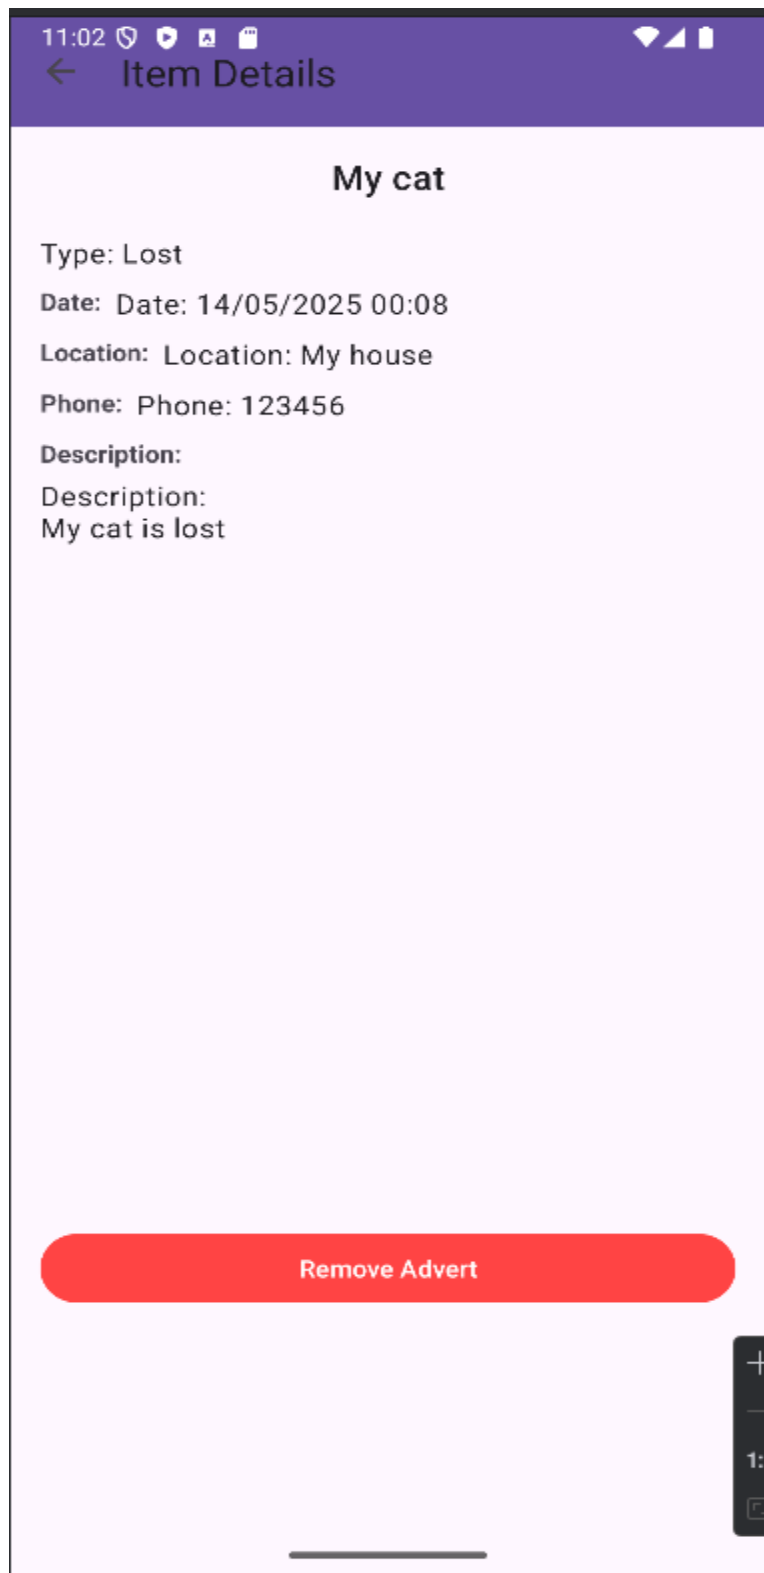 11:02
Item Details
My cat
Type: Lost
Date: Date: 14/05/2025 00:08
Location: Location: My house
Phone: Phone: 123456
Description:
Description:
My cat is lost
Remove Advert
1: